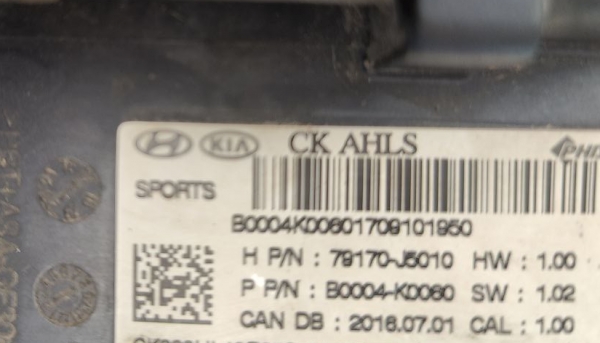 KIA CK AHLS
SPORTS
B0004K00601709101950
H P/N : 79170-J5010 HW : 1.00
P P/N : B0004-K0060 SW : 1.02
CAN DB : 2016.07.01 CAL : 1.00